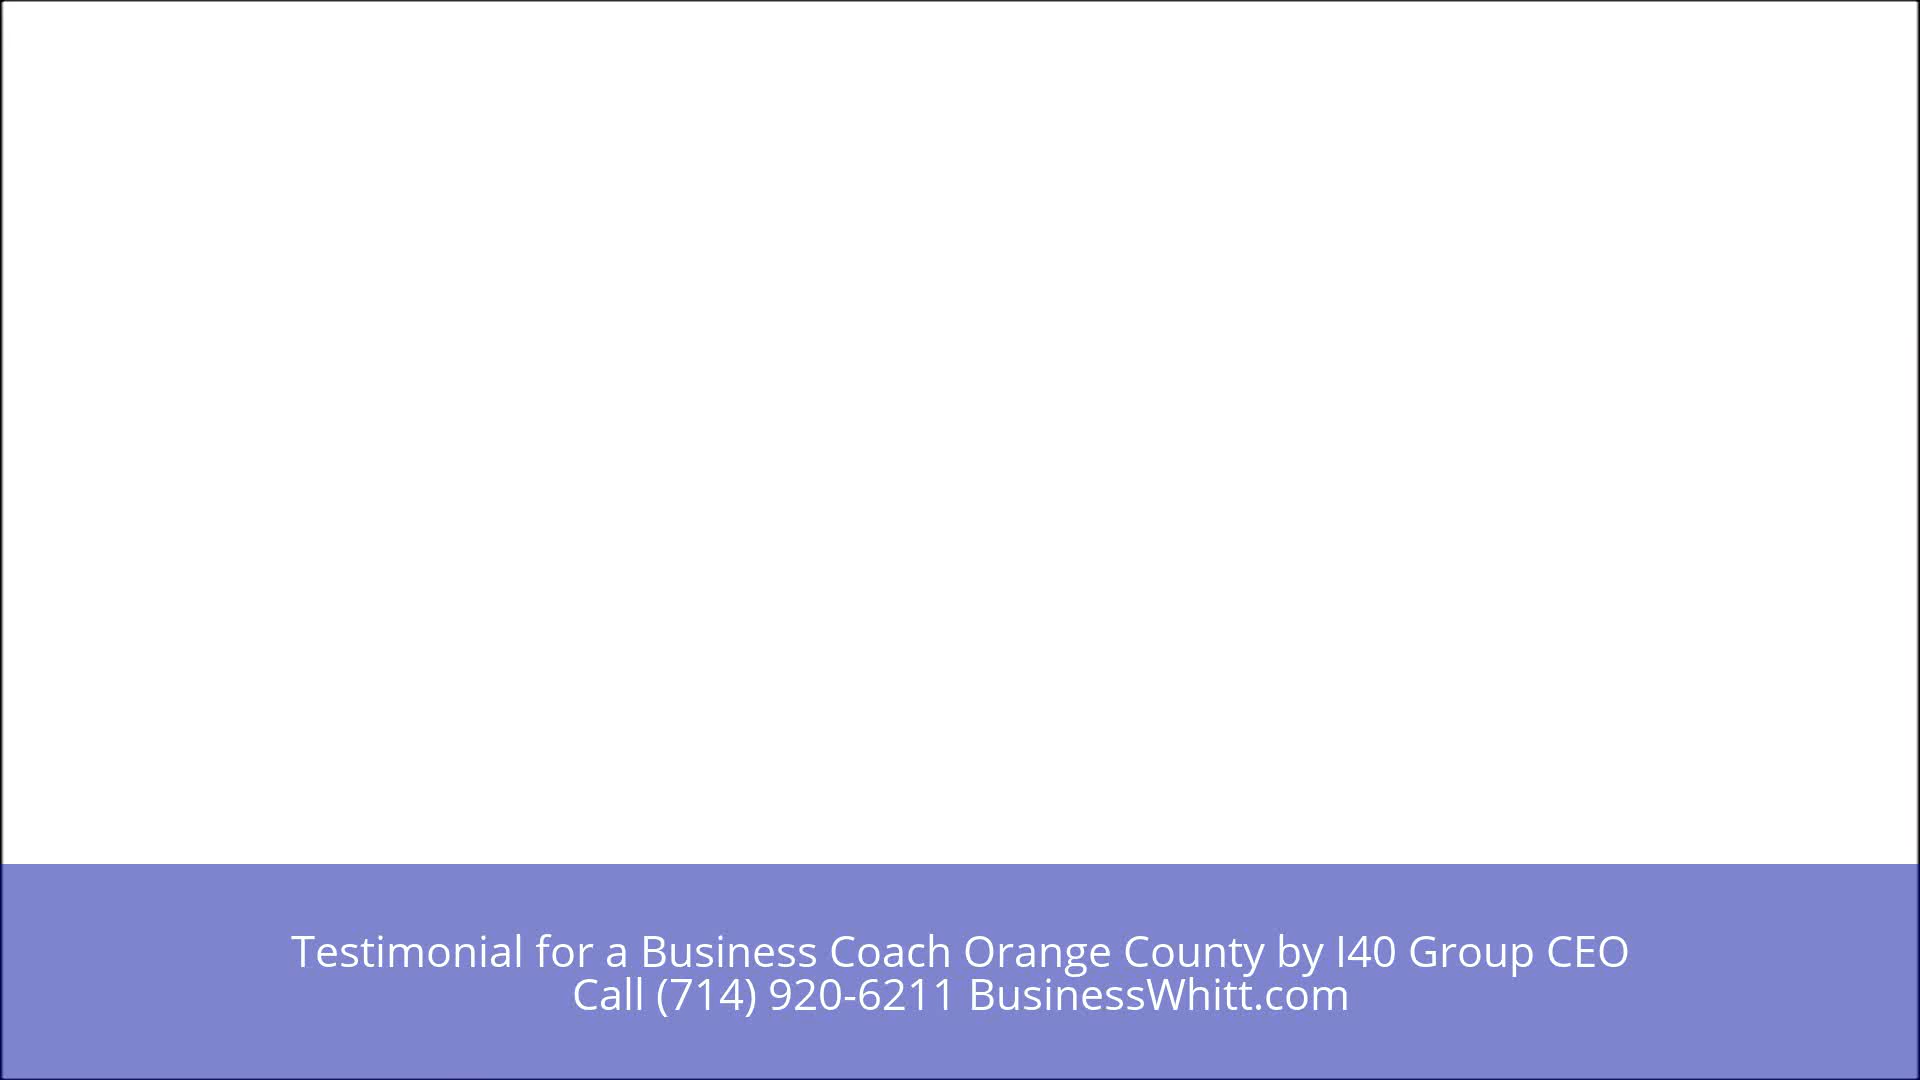 Testimonial for a Business Coach Orange County by I40 Group CEO
Call (714) 920-6211 BusinessWhitt.com